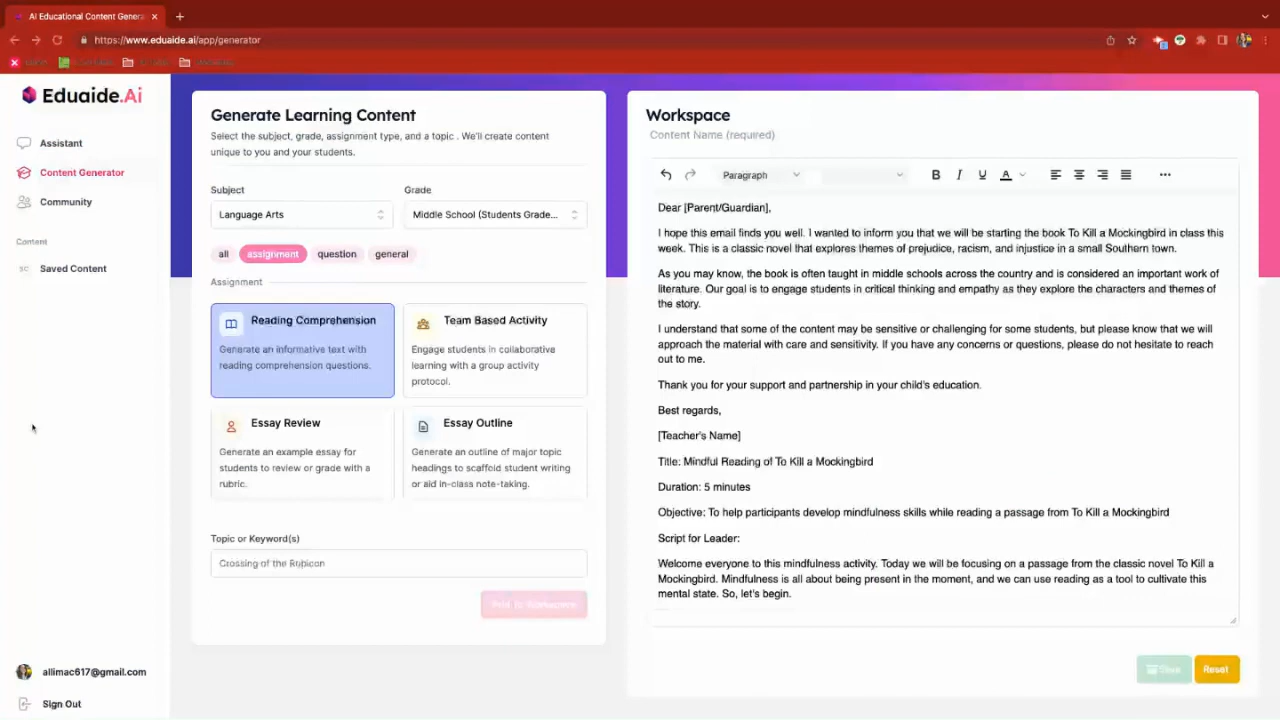 AI Educational Content Genera
https://www.eduaide.ai/app/generator
Eduaide.Ai
Assistant
Content Generator
Community
Content
SC Saved Content
allimac617@gmail.com
Sign Out
Generate Learning Content
Select the subject, grade, assignment type, and a topic . We'll create content
unique to you and your students.
Subject
Grade
Language Arts
Middle School (Students Grade...
all
assignment
question
general
Assignment
Reading Comprehension
Generate an informative text with
reading comprehension questions.
Team Based Activity
Engage students in collaborative
learning with a group activity
protocol.
Essay Review
Generate an example essay for
students to review or grade with a
rubric.
Essay Outline
Generate an outline of major topic
headings to scaffold student writing
or aid in-class note-taking.
Topic or Keyword(s)
Crossing of the Rubicon
Add to Workspace
Workspace
Content Name (required)
Paragraph
B I U A
Dear [Parent/Guardian],
I hope this email finds you well. I wanted to inform you that we will be starting the book To Kill a Mockingbird in class this
week. This is a classic novel that explores themes of prejudice, racism, and injustice in a small Southern town.
As you may know, the book is often taught in middle schools across the country and is considered an important work of
literature. Our goal is to engage students in critical thinking and empathy as they explore the characters and themes of
the story.
I understand that some of the content may be sensitive or challenging for some students, but please know that we will
approach the material with care and sensitivity. If you have any concerns or questions, please do not hesitate to reach
out to me.
Thank you for your support and partnership in your child's education.
Best regards,
[Teacher's Name]
Title: Mindful Reading of To Kill a Mockingbird
Duration: 5 minutes
Objective: To help participants develop mindfulness skills while reading a passage from To Kill a Mockingbird
Script for Leader:
Welcome everyone to this mindfulness activity. Today we will be focusing on a passage from the classic novel To Kill a
Mockingbird. Mindfulness is all about being present in the moment, and we can use reading as a tool to cultivate this
mental state. So, let's begin.
Save
Reset